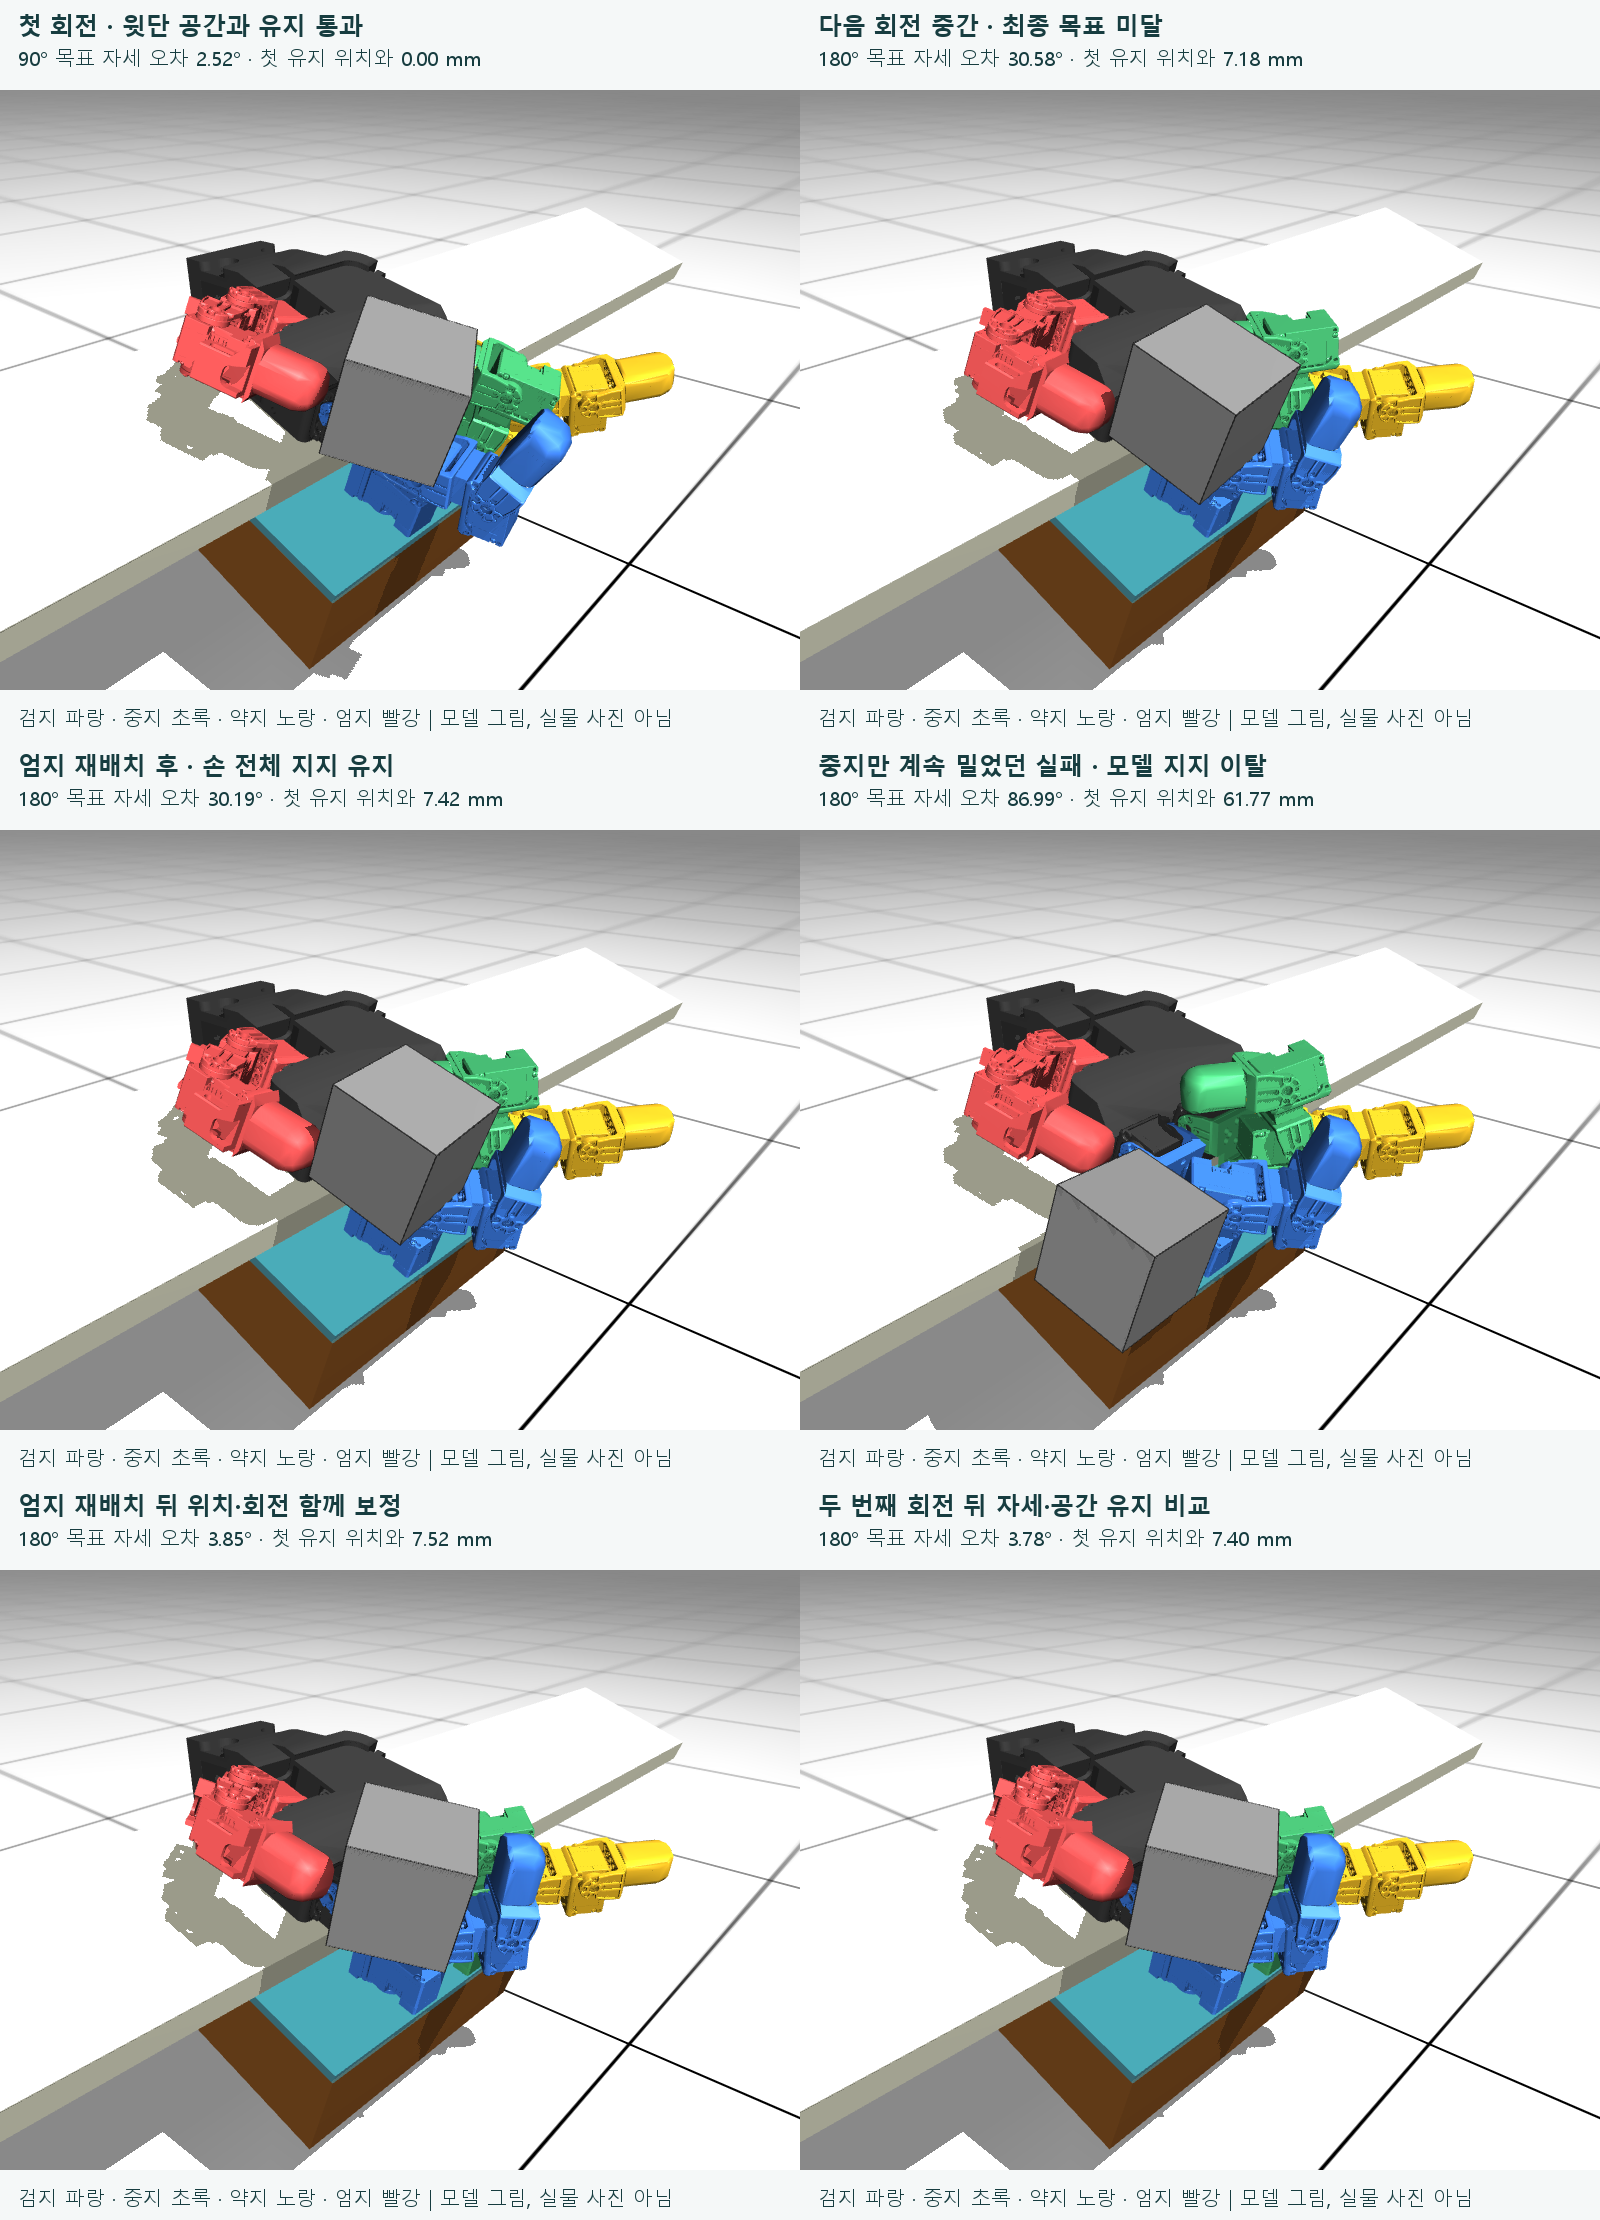 첫 회전 · 윗단 공간과 유지 통과
90° 목표 자세 오차 2.52° · 첫 유지 위치와 0.00 mm
다음 회전 중간 · 최종 목표 미달
180° 목표 자세 오차 30.58° · 첫 유지 위치와 7.18 mm
검지 파랑 · 중지 초록 · 약지 노랑 · 엄지 빨강 | 모델 그림, 실물 사진 아님
검지 파랑 · 중지 초록 · 약지 노랑 · 엄지 빨강 | 모델 그림, 실물 사진 아님
엄지 재배치 후 · 손 전체 지지 유지
180° 목표 자세 오차 30.19° · 첫 유지 위치와 7.42 mm
중지만 계속 밀었던 실패 · 모델 지지 이탈
180° 목표 자세 오차 86.99° · 첫 유지 위치와 61.77 mm
검지 파랑 · 중지 초록 · 약지 노랑 · 엄지 빨강 | 모델 그림, 실물 사진 아님
검지 파랑 · 중지 초록 · 약지 노랑 · 엄지 빨강 | 모델 그림, 실물 사진 아님
엄지 재배치 뒤 위치·회전 함께 보정
180° 목표 자세 오차 3.85° · 첫 유지 위치와 7.52 mm
두 번째 회전 뒤 자세·공간 유지 비교
180° 목표 자세 오차 3.78° · 첫 유지 위치와 7.40 mm
검지 파랑 · 중지 초록 · 약지 노랑 · 엄지 빨강 | 모델 그림, 실물 사진 아님
검지 파랑 · 중지 초록 · 약지 노랑 · 엄지 빨강 | 모델 그림, 실물 사진 아님